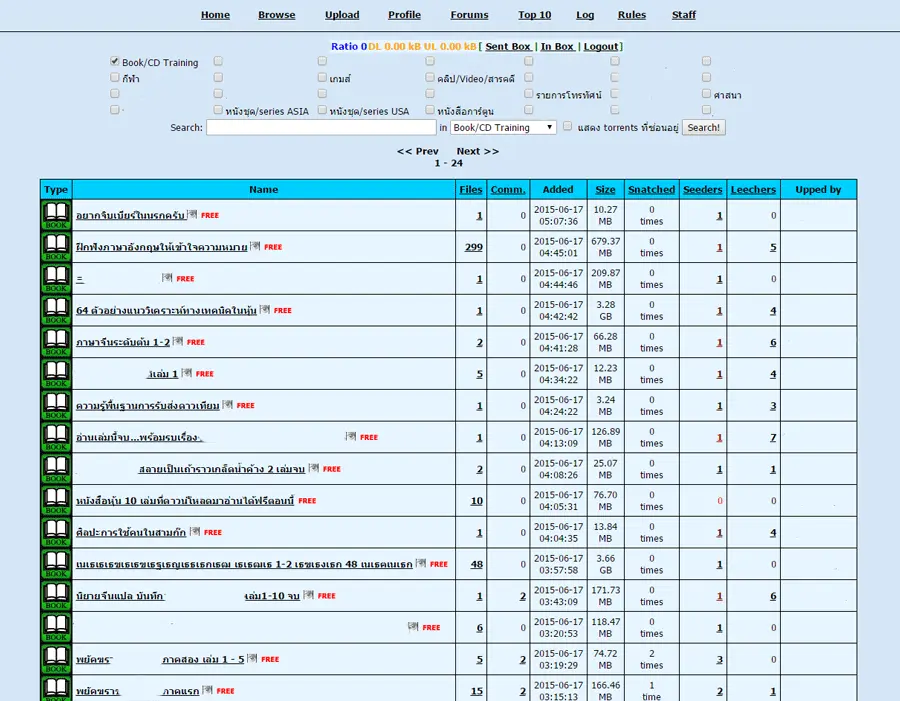 Home Browse Upload Profile Forums Top 10 Log Rules Staff
Ratio 0 DL 0.00 kB UL 0.00 kB [ Sent Box | In Box | Logout ]
Book/CD Training
กีฬา เกมส์ คลิป/Video/สารคดี
รายการโทรทัศน์ ศาสนา
หนังชุด/series ASIA หนังชุด/series USA หนังสือการ์ตูน
Search: in Book/CD Training แสดง torrents ที่ซ่อนอยู่ Search!
<< Prev Next >>
1 - 24
Type Name Files Comm. Added Size Snatched Seeders Leechers Upped by
BOOK อยากจิบเบียร์ในนรกครับ FREE 1 0 2015-06-17 05:07:36 10.27 MB 0 times 1 0
BOOK ฝึกฟังภาษาอังกฤษให้เข้าใจความหมาย FREE 299 0 2015-06-17 04:45:01 679.37 MB 0 times 1 5
BOOK = FREE 1 0 2015-06-17 04:44:46 209.87 MB 0 times 1 0
BOOK 64 ตัวอย่างแนววิเคราะห์ทางเทคนิคในหุ้น FREE 1 0 2015-06-17 04:42:42 3.28 GB 0 times 1 4
BOOK ภาษาจีนระดับต้น 1-2 FREE 2 0 2015-06-17 04:41:28 66.28 MB 0 times 1 6
BOOK เล่ม 1 FREE 5 0 2015-06-17 04:34:22 12.23 MB 0 times 1 4
BOOK ความรู้พื้นฐานการรับส่งดาวเทียม FREE 1 0 2015-06-17 04:24:22 3.24 MB 0 times 1 3
BOOK อ่านเล่มนี้จบ...พร้อมรบเรื่อง FREE 1 0 2015-06-17 04:13:09 126.89 MB 0 times 1 7
BOOK สลายเป็นเถ้าราวเกล็ดน้ำค้าง 2 เล่มจบ FREE 2 0 2015-06-17 04:08:26 25.07 MB 0 times 1 1
BOOK หนังสือหุ้น 10 เล่มที่ดาวน์โหลดมาอ่านได้ฟรีตอนนี้ FREE 10 0 2015-06-17 04:05:31 76.70 MB 0 times 0 0
BOOK ศิลปะการใช้คนในสามก๊ก FREE 1 0 2015-06-17 04:04:35 13.84 MB 0 times 1 4
BOOK 1-2 48 FREE 48 0 2015-06-17 03:57:58 3.66 GB 0 times 1 0
BOOK นิยายจีนแปล บันทึก เล่ม1-10 จบ FREE 1 2 2015-06-17 03:43:09 171.73 MB 0 times 1 6
BOOK FREE 6 0 2015-06-17 03:20:53 118.47 MB 0 times 1 0
BOOK พยัคฆร ภาคสอง เล่ม 1 - 5 FREE 5 2 2015-06-17 03:19:29 74.72 MB 2 times 3 0
BOOK พยัคฆราร ภาคแรก FREE 15 2 2015-06-17 03:15:13 166.46 MB 1 time 2 1